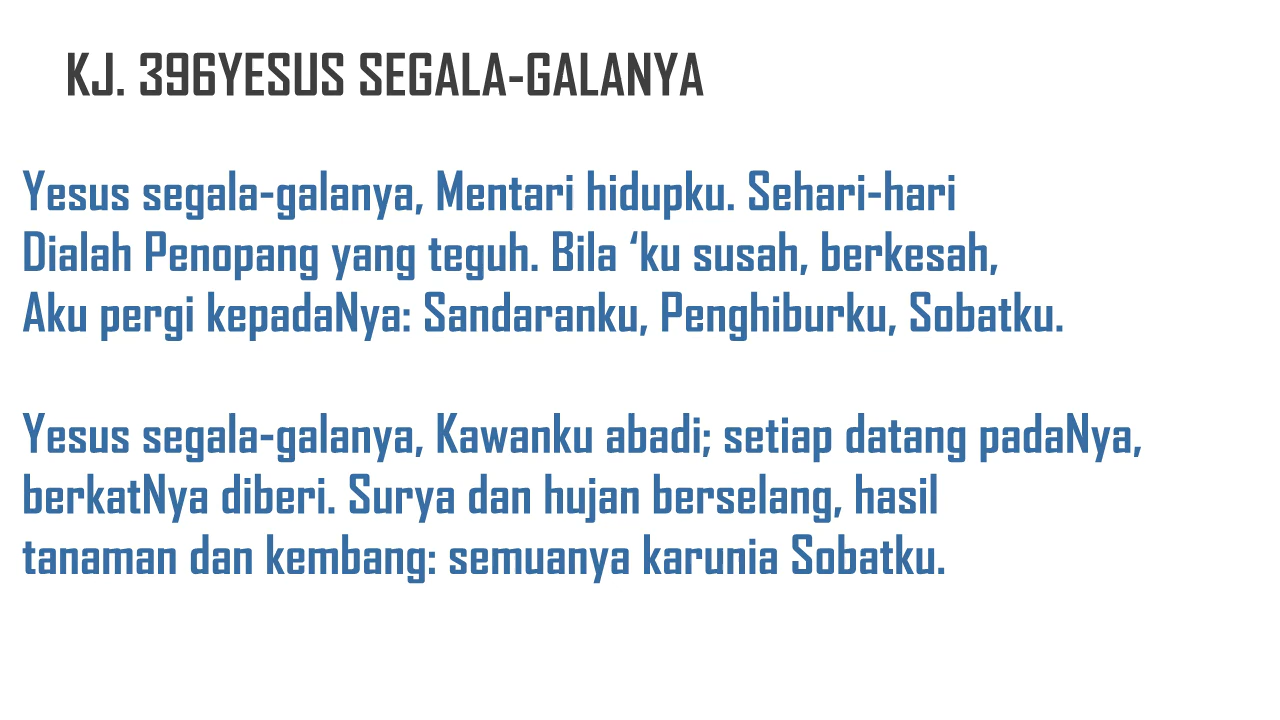 KJ. 396YESUS SEGALA-GALANYA
Yesus segala-galanya, Mentari hidupku. Sehari-hari
Dialah Penopang yang teguh. Bila ‘ku susah, berkesah,
Aku pergi kepadaNya: Sandaranku, Penghiburku, Sobatku.
Yesus segala-galanya, Kawanku abadi; setiap datang padaNya,
berkatNya diberi. Surya dan hujan berselang, hasil
tanaman dan kembang: semuanya karunia Sobatku.